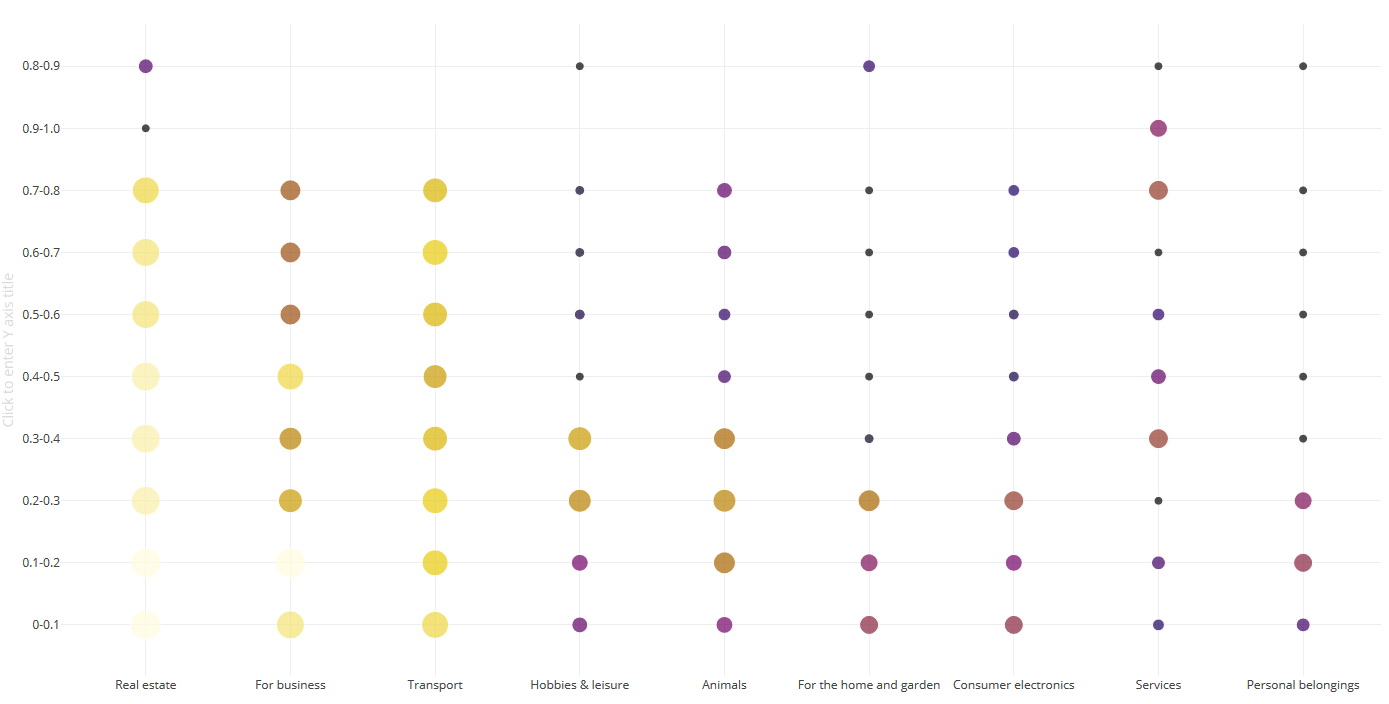 0.8-0.9
0.9-1.0
0.7-0.8
0.6-0.7
0.5-0.6
0.4-0.5
0.3-0.4
0.2-0.3
0.1-0.2
0-0.1
Click to enter Y axis title
Real estate
For business
Transport
Hobbies & leisure
Animals
For the home and garden
Consumer electronics
Services
Personal belongings